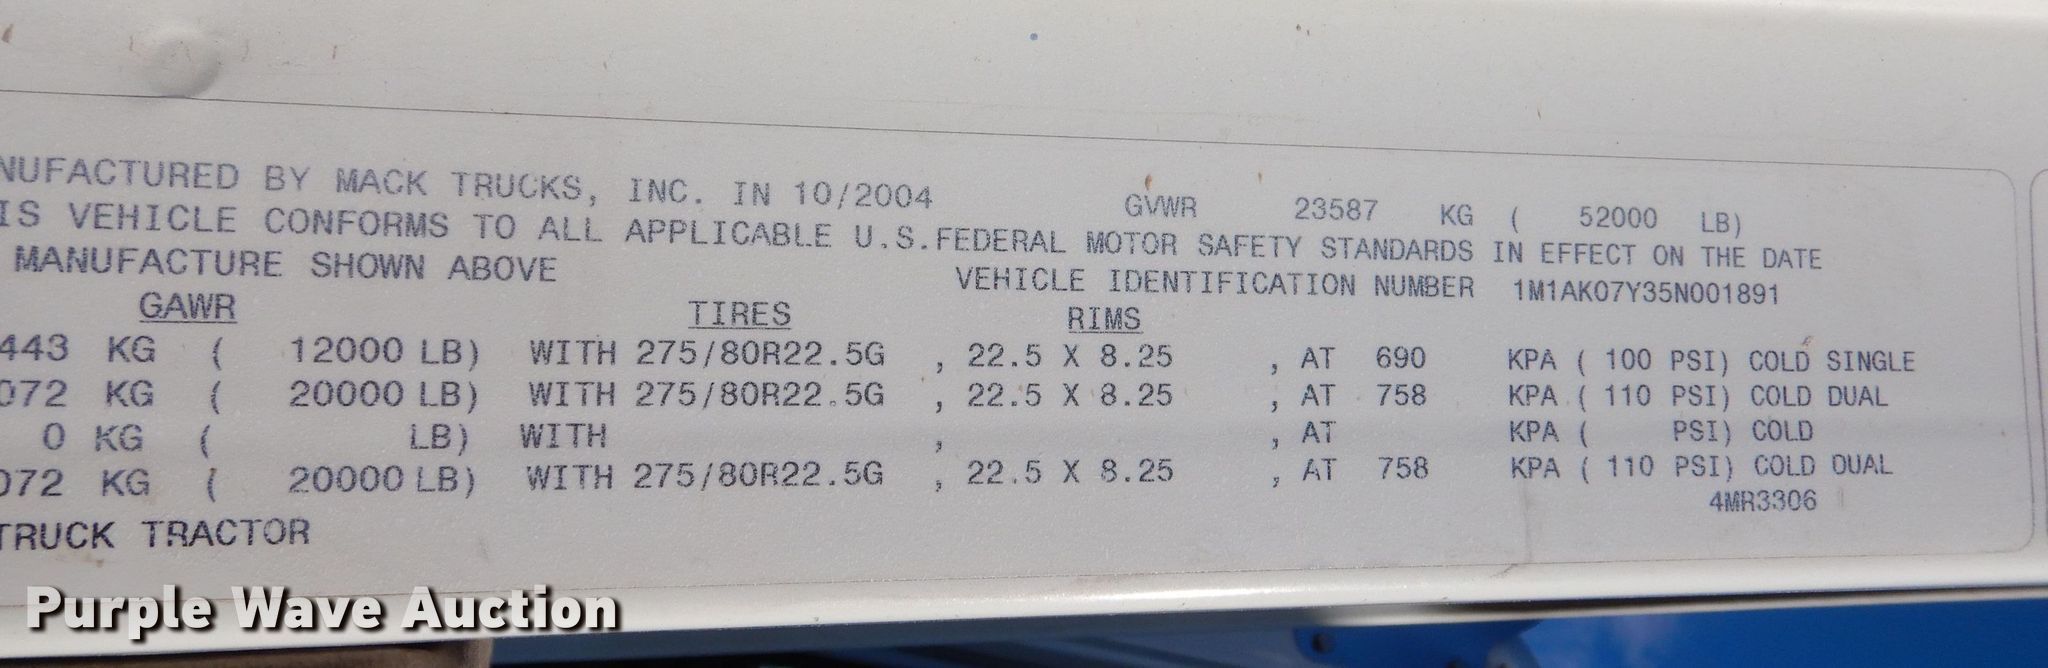 NUFACTURED BY MACK TRUCKS, INC. IN 10/2004 GVWR 23587 KG ( 52000 LB)
IS VEHICLE CONFORMS TO ALL APPLICABLE U.S.FEDERAL MOTOR SAFETY STANDARDS IN EFFECT ON THE DATE
MANUFACTURE SHOWN ABOVE VEHICLE IDENTIFICATION NUMBER 1M1AK07Y35N001891
GAWR TIRES RIMS
443 KG ( 12000 LB) WITH 275/80R22.5G , 22.5 X 8.25 , AT 690 KPA ( 100 PSI) COLD SINGLE
072 KG ( 20000 LB) WITH 275/80R22.5G , 22.5 X 8.25 , AT 758 KPA ( 110 PSI) COLD DUAL
0 KG ( LB) WITH , , AT KPA ( PSI) COLD
072 KG ( 20000 LB) WITH 275/80R22.5G , 22.5 X 8.25 , AT 758 KPA ( 110 PSI) COLD DUAL
4MR3306
TRUCK TRACTOR
Purple Wave Auction